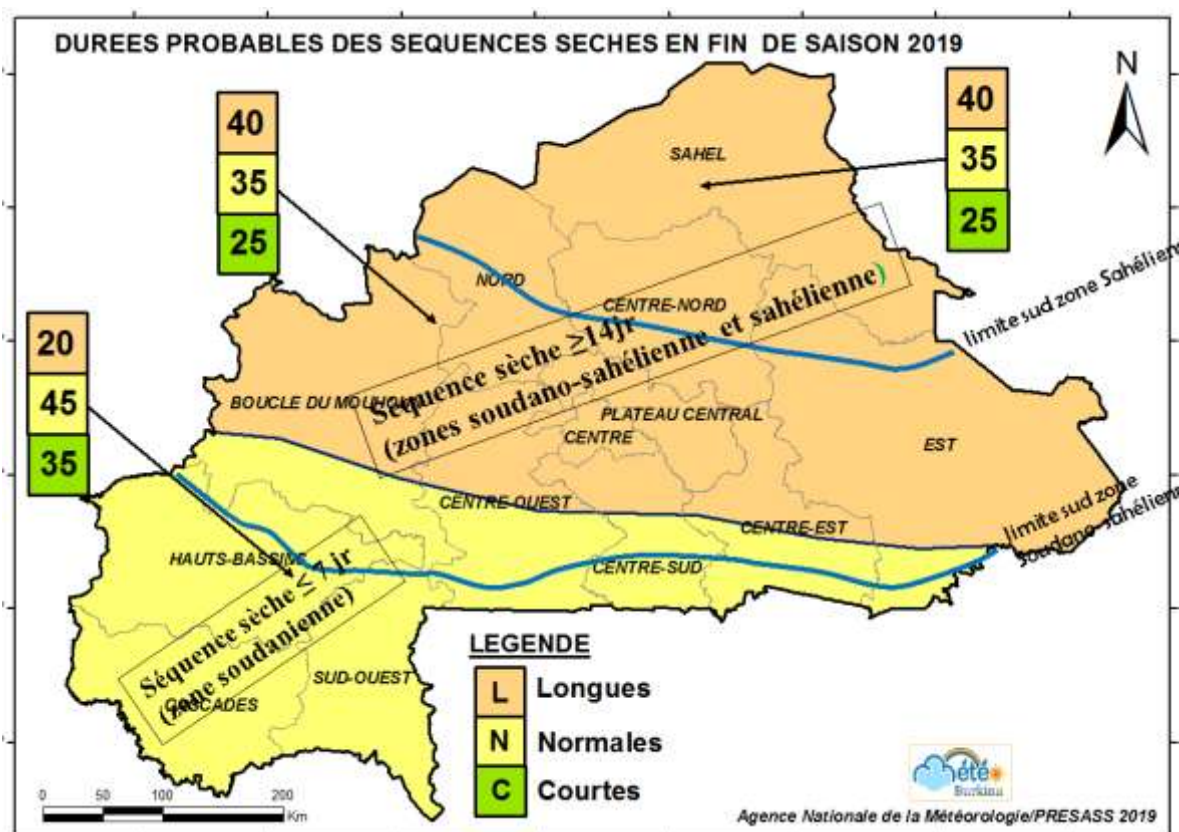 DUREES PROBABLES DES SEQUENCES SECHES EN FIN DE SAISON 2019
N
40
35
25
40
35
25
SAHEL
NORD
CENTRE-NORD
limite sud zone Sahélienne
20
45
35
Séquence sèche ≥14jr
(zones soudano-sahélienne et sahélienne)
BOUCLE DU MOUHOUN
PLATEAU CENTRAL
CENTRE
EST
CENTRE-OUEST
CENTRE-EST
limite sud zone
soudano-sahélienne
HAUTS-BASSINS
CENTRE-SUD
Séquence sèche ≤ 7 jr
(zone soudanienne)
SUD-OUEST
CASCADES
LEGENDE
L Longues
N Normales
C Courtes
été
Burkina
0 50 100 200
Km
Agence Nationale de la Météorologie/PRESASS 2019